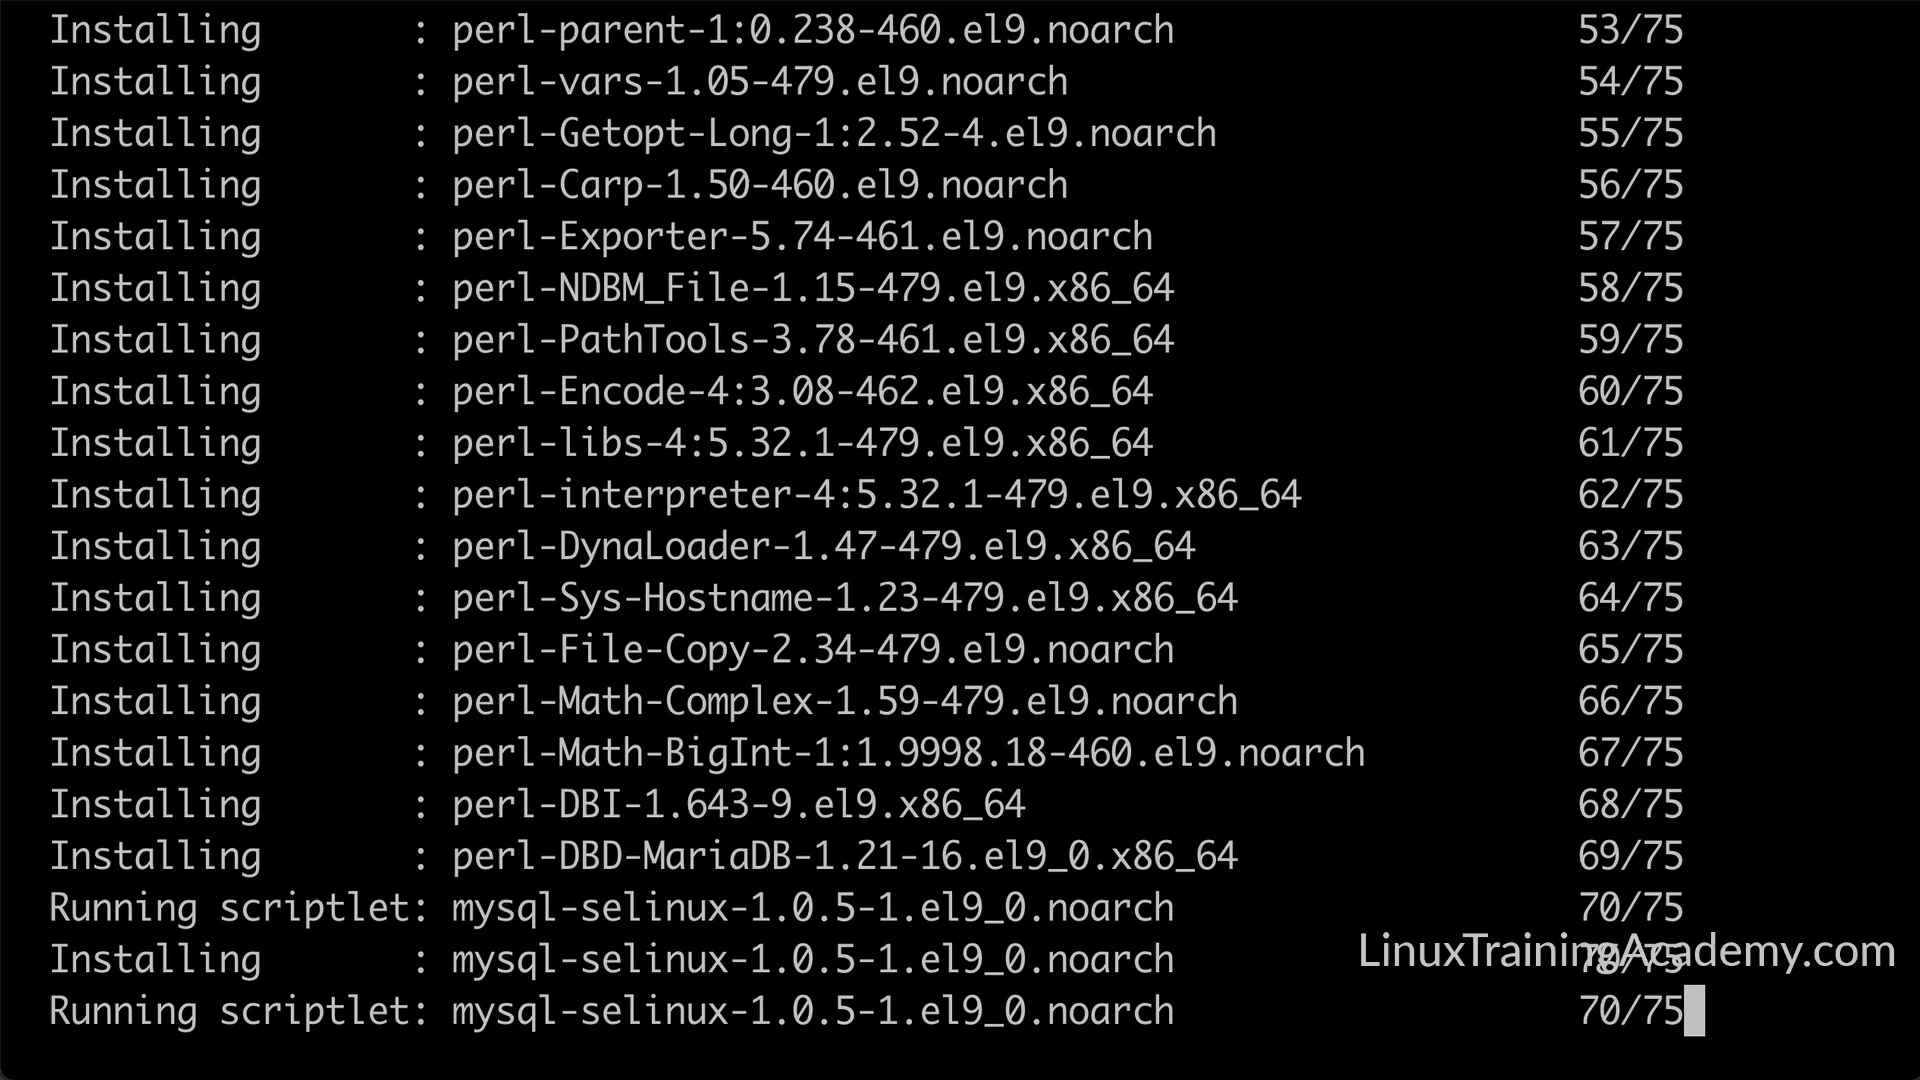 Installing : perl-parent-1:0.238-460.el9.noarch 53/75
Installing : perl-vars-1.05-479.el9.noarch 54/75
Installing : perl-Getopt-Long-1:2.52-4.el9.noarch 55/75
Installing : perl-Carp-1.50-460.el9.noarch 56/75
Installing : perl-Exporter-5.74-461.el9.noarch 57/75
Installing : perl-NDBM_File-1.15-479.el9.x86_64 58/75
Installing : perl-PathTools-3.78-461.el9.x86_64 59/75
Installing : perl-Encode-4:3.08-462.el9.x86_64 60/75
Installing : perl-libs-4:5.32.1-479.el9.x86_64 61/75
Installing : perl-interpreter-4:5.32.1-479.el9.x86_64 62/75
Installing : perl-DynaLoader-1.47-479.el9.x86_64 63/75
Installing : perl-Sys-Hostname-1.23-479.el9.x86_64 64/75
Installing : perl-File-Copy-2.34-479.el9.noarch 65/75
Installing : perl-Math-Complex-1.59-479.el9.noarch 66/75
Installing : perl-Math-BigInt-1:1.9998.18-460.el9.noarch 67/75
Installing : perl-DBI-1.643-9.el9.x86_64 68/75
Installing : perl-DBD-MariaDB-1.21-16.el9_0.x86_64 69/75
Running scriptlet: mysql-selinux-1.0.5-1.el9_0.noarch 70/75
Installing : mysql-selinux-1.0.5-1.el9_0.noarch
LinuxTrainingAcademy.com
Running scriptlet: mysql-selinux-1.0.5-1.el9_0.noarch 70/75